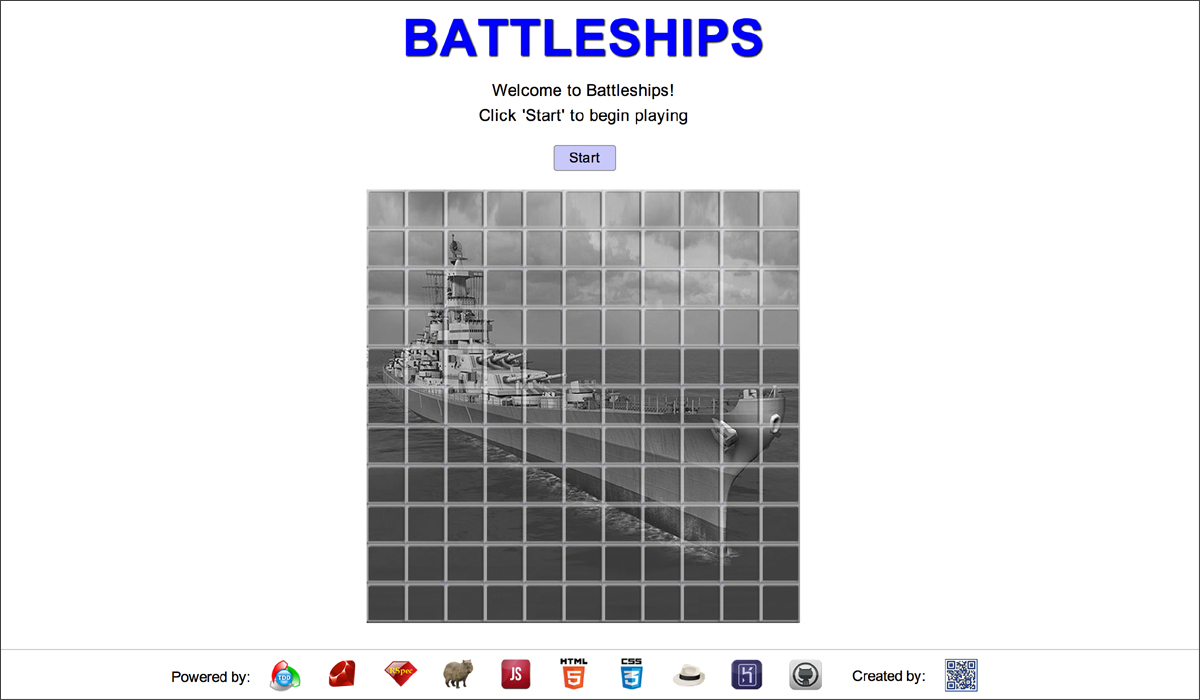 BATTLESHIPS
Welcome to Battleships!
Click 'Start' to begin playing
Start
Powered by:
TDD
RSpec
JS
HTML
5
CSS
3
Created by: